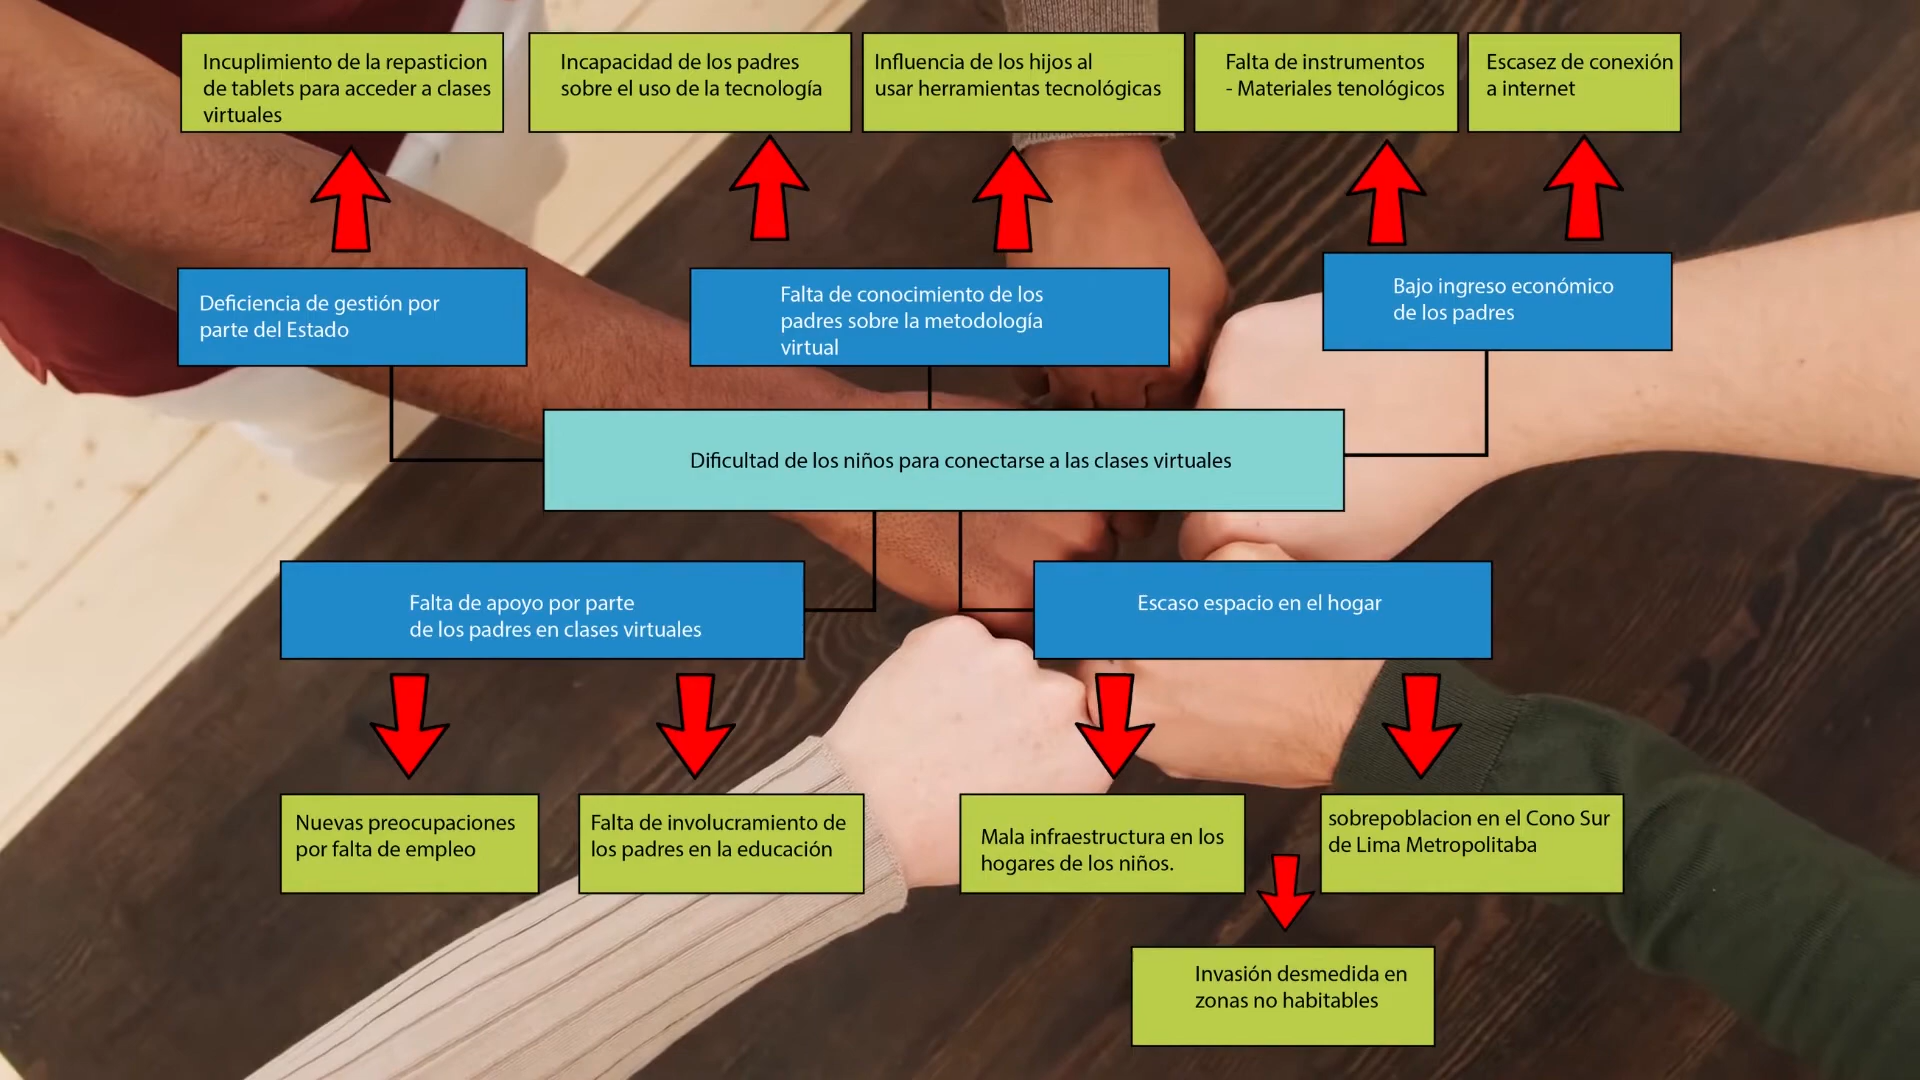 Incuplimiento de la repasticion
de tablets para acceder a clases
virtuales
Incapacidad de los padres
sobre el uso de la tecnología
Influencia de los hijos al
usar herramientas tecnológicas
Falta de instrumentos
- Materiales tenológicos
Escasez de conexión
a internet
Deficiencia de gestión por
parte del Estado
Falta de conocimiento de los
padres sobre la metodología
virtual
Bajo ingreso económico
de los padres
Dificultad de los niños para conectarse a las clases virtuales
Falta de apoyo por parte
de los padres en clases virtuales
Escaso espacio en el hogar
Nuevas preocupaciones
por falta de empleo
Falta de involucramiento de
los padres en la educación
Mala infraestructura en los
hogares de los niños.
sobrepoblacion en el Cono Sur
de Lima Metropolitaba
Invasión desmedida en
zonas no habitables